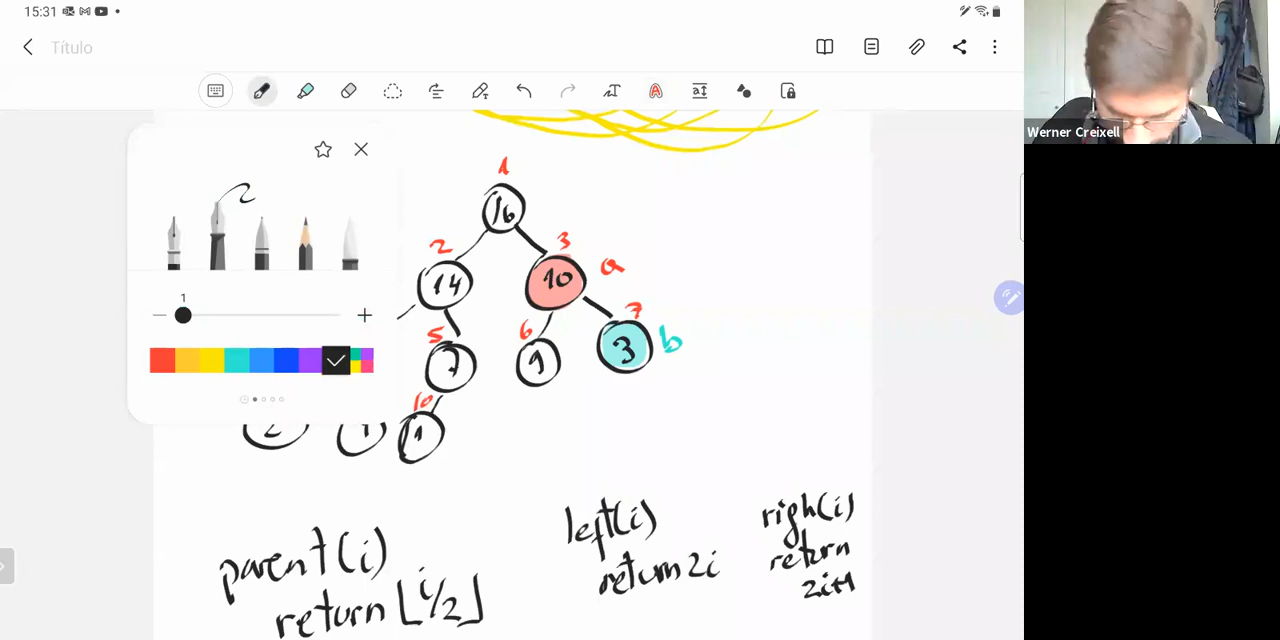 15:31
Título
Werner Creixell
1
1
16
2
3
14
10
a
5
6
7
7
9
3
b
10
2
1
parent(i)
return ⌊i/2⌋
left(i)
return 2i
righ(i)
return
2i+1